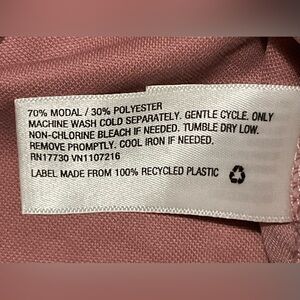 70% MODAL / 30% POLYESTER
MACHINE WASH COLD SEPARATELY. GENTLE CYCLE. ONLY
NON-CHLORINE BLEACH IF NEEDED. TUMBLE DRY LOW.
REMOVE PROMPTLY. COOL IRON IF NEEDED.
RN17730 VN1107216
LABEL MADE FROM 100% RECYCLED PLASTIC